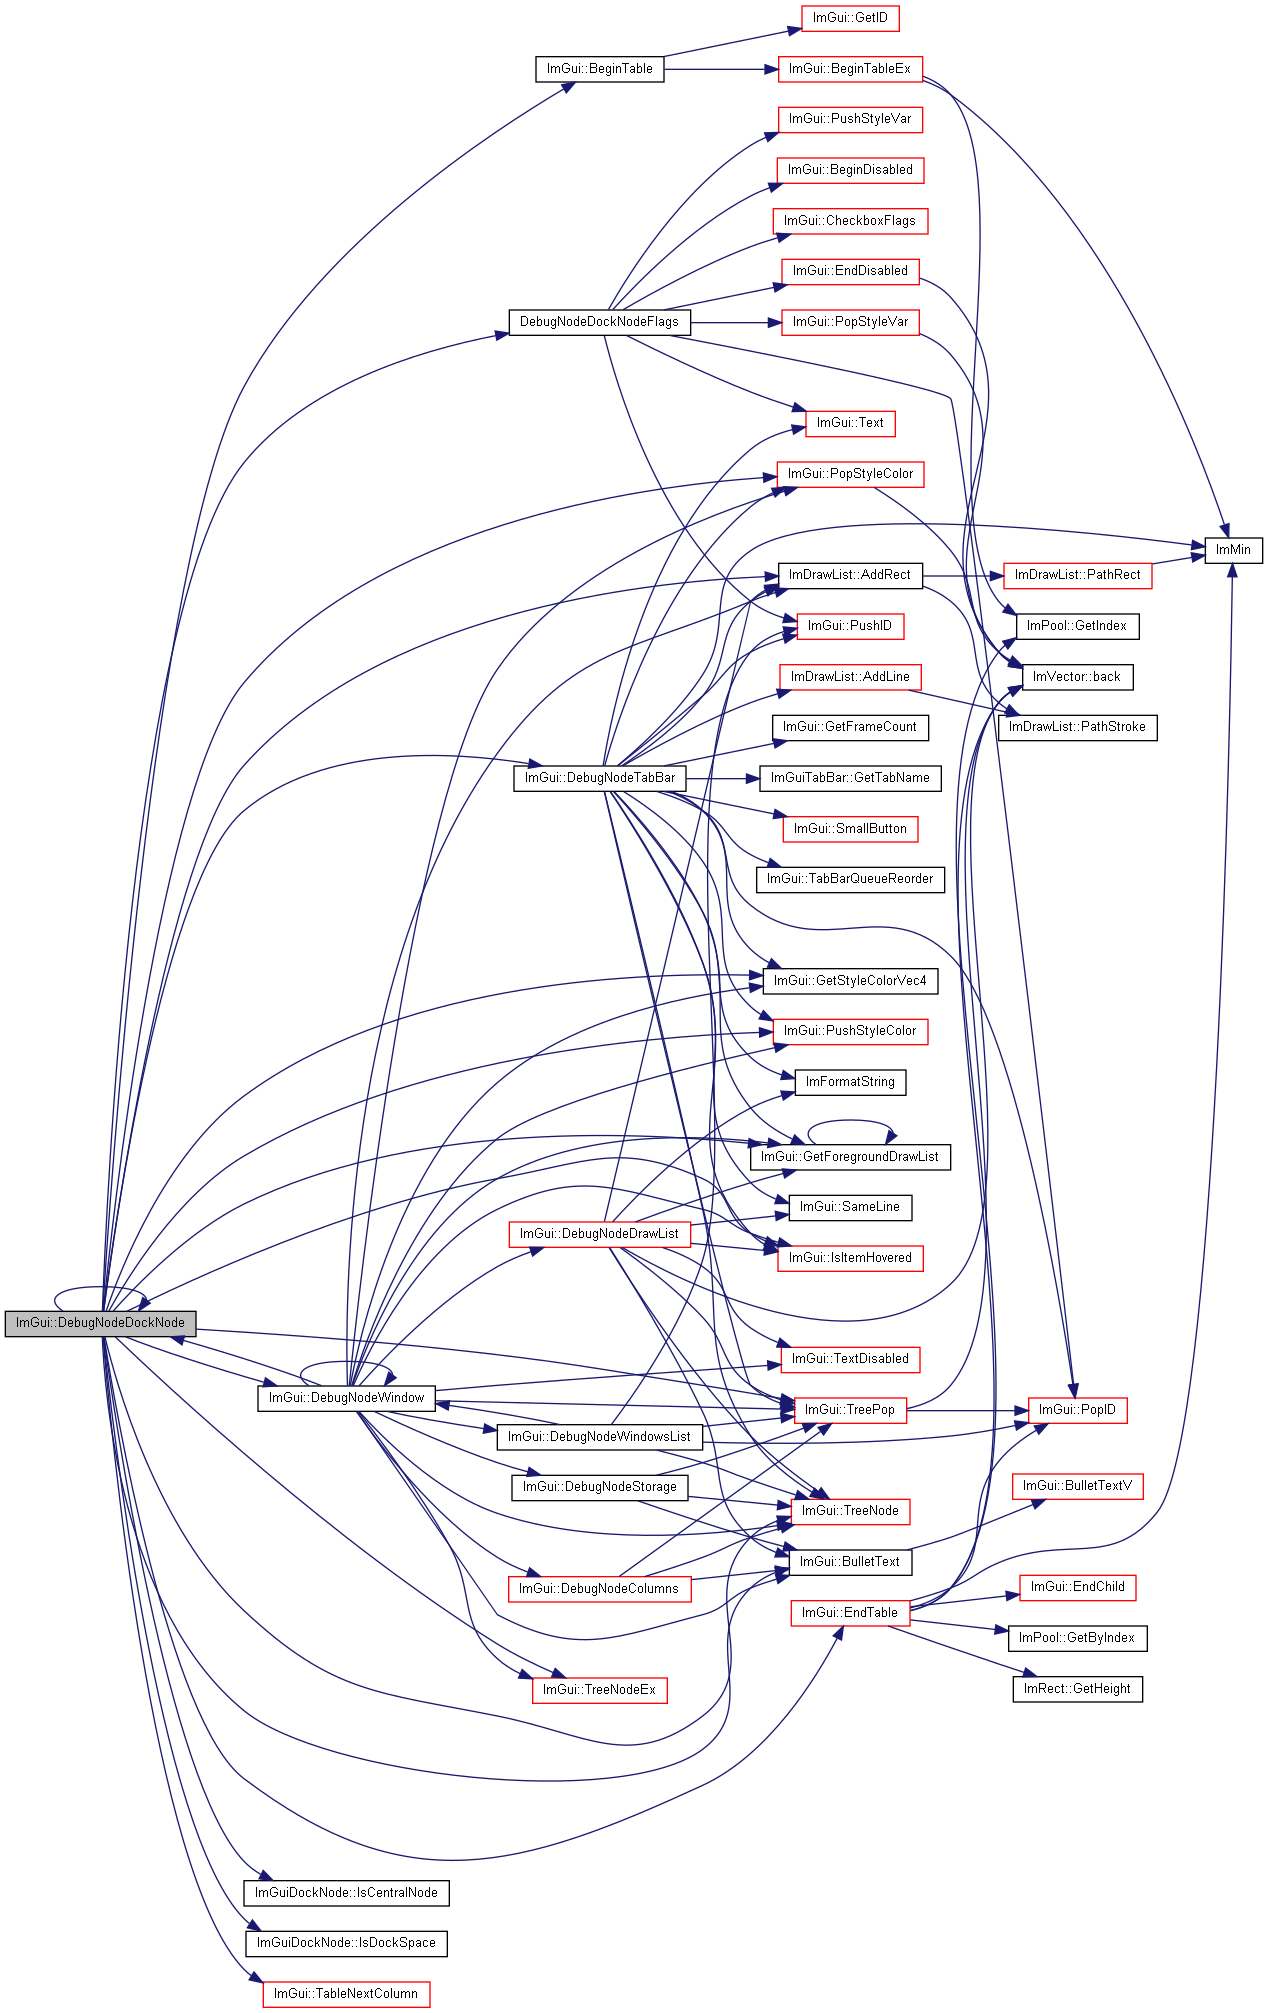 ImGui::GetID
ImGui::BeginTable
ImGui::BeginTableEx
ImGui::PushStyleVar
ImGui::BeginDisabled
ImGui::CheckboxFlags
ImGui::EndDisabled
DebugNodeDockNodeFlags
ImGui::PopStyleVar
ImGui::Text
ImGui::PopStyleColor
ImMin
ImDrawList::AddRect
ImDrawList::PathRect
ImGui::PushID
ImPool::GetIndex
ImDrawList::AddLine
ImVector::back
ImGui::GetFrameCount
ImDrawList::PathStroke
ImGui::DebugNodeTabBar
ImGuiTabBar::GetTabName
ImGui::SmallButton
ImGui::TabBarQueueReorder
ImGui::GetStyleColorVec4
ImGui::PushStyleColor
ImFormatString
ImGui::GetForegroundDrawList
ImGui::SameLine
ImGui::DebugNodeDrawList
ImGui::IsItemHovered
ImGui::DebugNodeDockNode
ImGui::TextDisabled
ImGui::DebugNodeWindow
ImGui::TreePop
ImGui::PopID
ImGui::DebugNodeWindowsList
ImGui::DebugNodeStorage
ImGui::BulletTextV
ImGui::TreeNode
ImGui::BulletText
ImGui::DebugNodeColumns
ImGui::EndChild
ImGui::EndTable
ImPool::GetByIndex
ImGui::TreeNodeEx
ImRect::GetHeight
ImGuiDockNode::IsCentralNode
ImGuiDockNode::IsDockSpace
ImGui::TableNextColumn